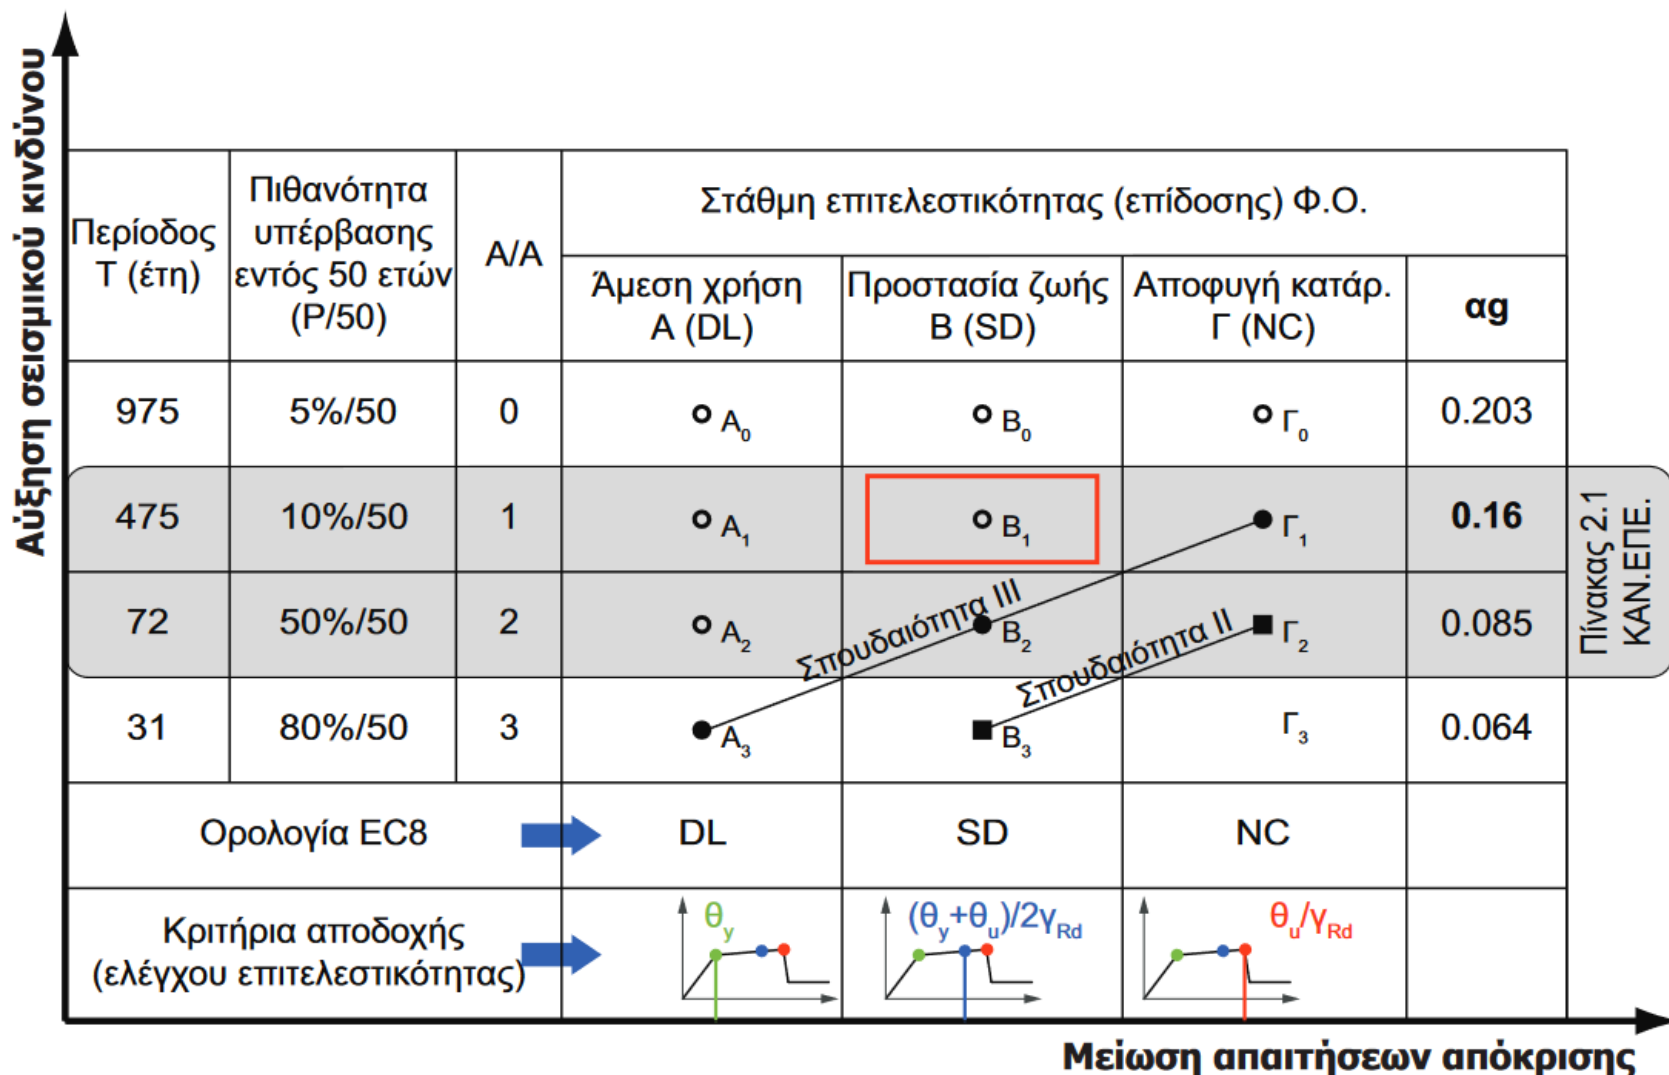 Αύξηση σεισμικού κινδύνου
Περίοδος
Τ (έτη)
Πιθανότητα
υπέρβασης
εντός 50 ετών
(P/50)
Α/Α
Στάθμη επιτελεστικότητας (επίδοσης) Φ.Ο.
Άμεση χρήση
Α (DL)
Προστασία ζωής
Β (SD)
Αποφυγή κατάρ.
Γ (NC)
αg
975 5%/50 0 Α₀ Β₀ Γ₀ 0.203
475 10%/50 1 Α₁ Β₁ Γ₁ 0.16
72 50%/50 2 Α₂ Β₂ Γ₂ 0.085
31 80%/50 3 Α₃ Β₃ Γ₃ 0.064
Σπουδαιότητα III
Σπουδαιότητα II
Πίνακας 2.1
ΚΑΝ.ΕΠΕ.
Ορολογία EC8 DL SD NC
Κριτήρια αποδοχής
(ελέγχου επιτελεστικότητας)
θy
(θy+θu)/2γRd
θu/γRd
Μείωση απαιτήσεων απόκρισης